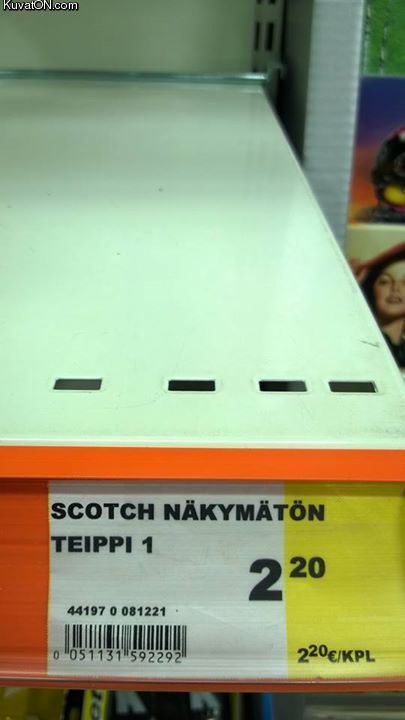 KuvatON.com
SCOTCH NÄKYMÄTÖN
TEIPPI 1
2 20
44197 0 081221
0 051131 592292
2 20 €/KPL